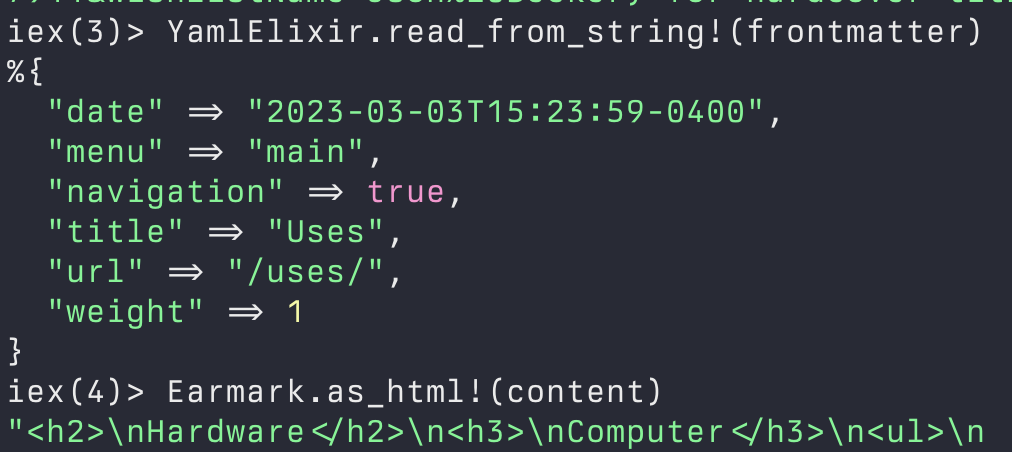 iex(3)> YamlElixir.read_from_string!(frontmatter)
%{
  "date" => "2023-03-03T15:23:59-0400",
  "menu" => "main",
  "navigation" => true,
  "title" => "Uses",
  "url" => "/uses/",
  "weight" => 1
}
iex(4)> Earmark.as_html!(content)
"<h2>\nHardware</h2>\n<h3>\nComputer</h3>\n<ul>\n